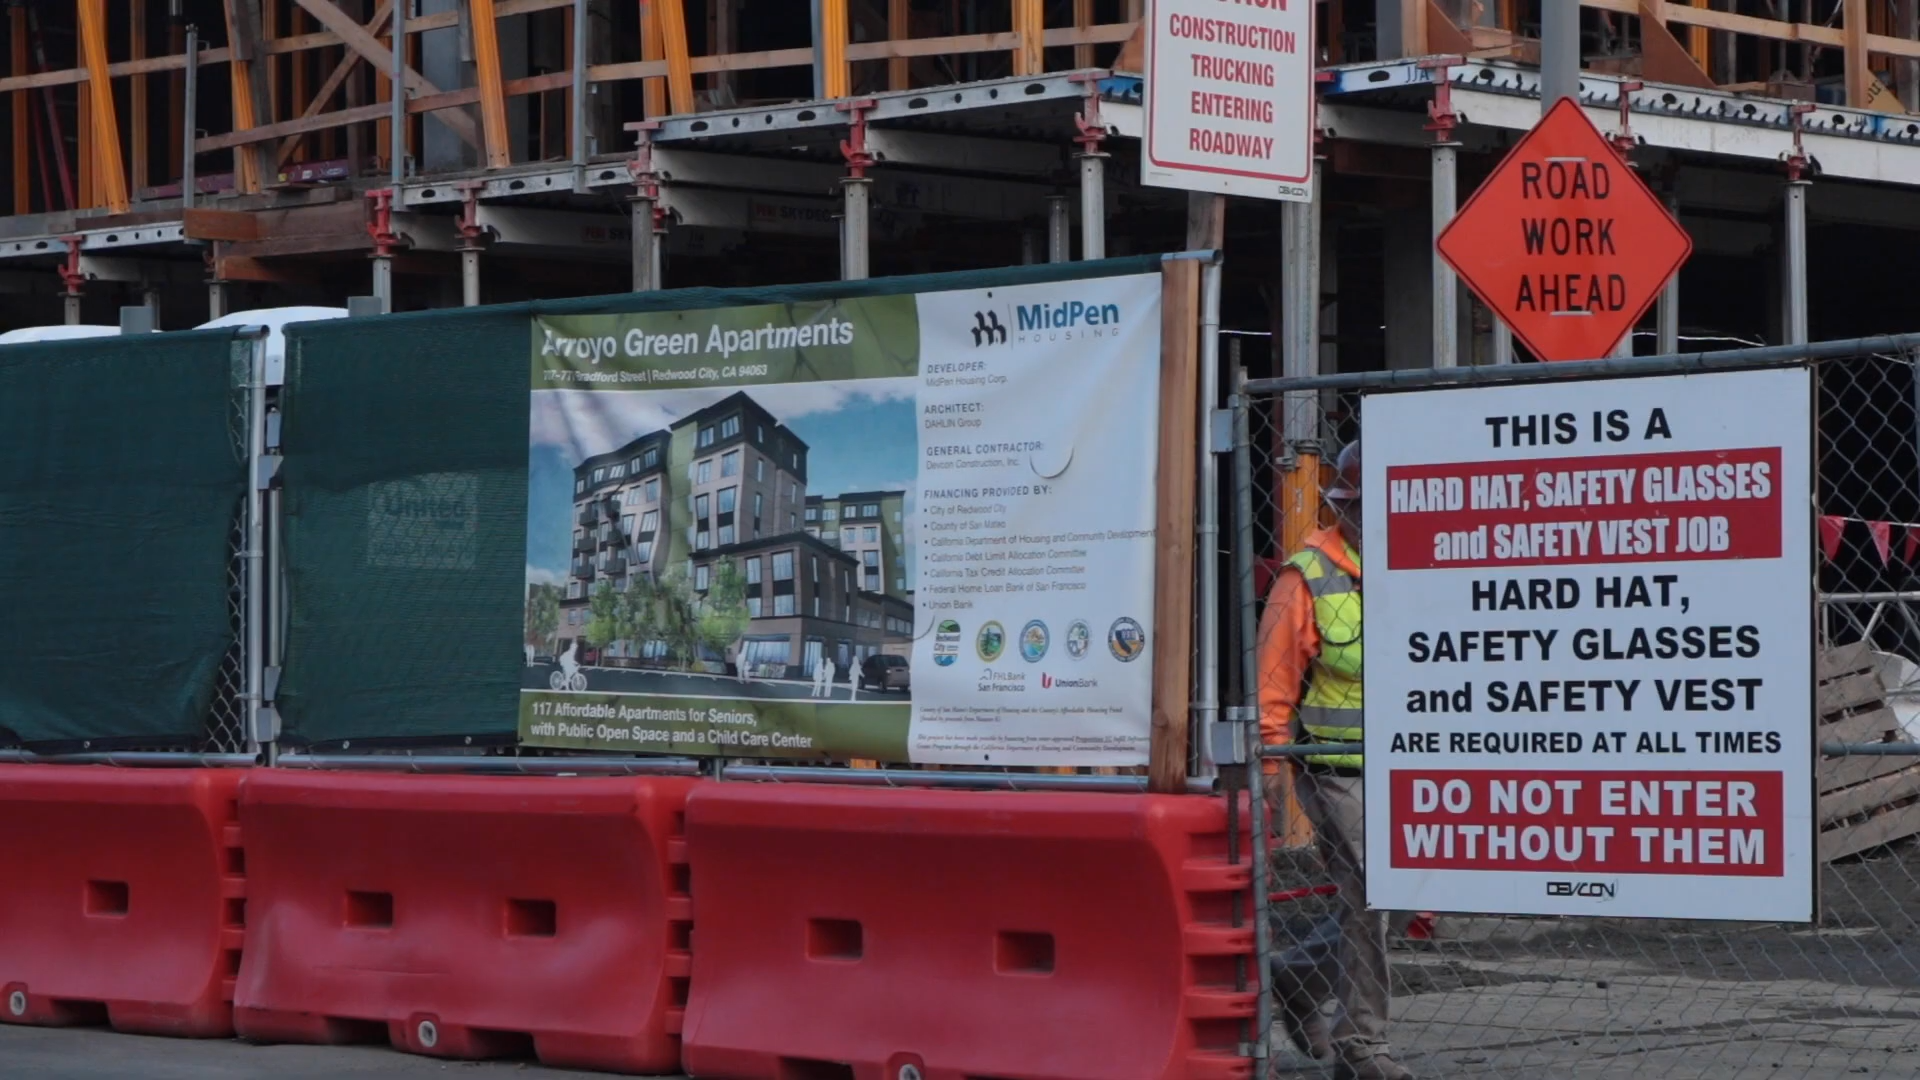 CONSTRUCTION
TRUCKING
ENTERING
ROADWAY
DEVCON
ROAD
WORK
AHEAD
Arroyo Green Apartments
Bradford Street | Redwood City, CA 94063
MidPen
HOUSING
DEVELOPER:
MidPen Housing Corp.
ARCHITECT:
DAHLIN Group
GENERAL CONTRACTOR:
Devcon Construction, Inc.
FINANCING PROVIDED BY:
• City of Redwood City
• County of San Mateo
• California Department of Housing and Community Development
• California Debt Limit Allocation Committee
• California Tax Credit Allocation Committee
• Federal Home Loan Bank of San Francisco
• Union Bank
Redwood
City
FHLBank
San Francisco
UnionBank
117 Affordable Apartments for Seniors,
with Public Open Space and a Child Care Center
United
THIS IS A
HARD HAT, SAFETY GLASSES
and SAFETY VEST JOB
HARD HAT,
SAFETY GLASSES
and SAFETY VEST
ARE REQUIRED AT ALL TIMES
DO NOT ENTER
WITHOUT THEM
DEVCON